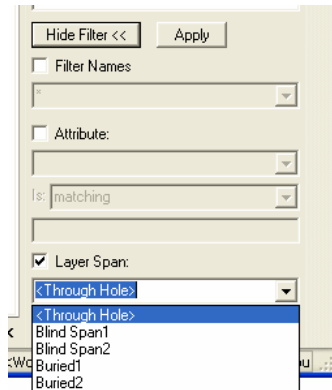 Hide Filter << Apply
Filter Names
*
Attribute:
Is: matching
Layer Span:
<Through Hole>
<Through Hole>
Blind Span1
Blind Span2
Buried1
Buried2